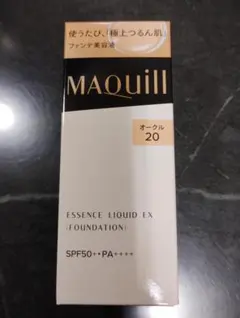 使うたび、「極上つるん肌」
ファンデ美容液
MAQuill
オークル
20
ESSENCE LIQUID EX
(FOUNDATION)
SPF50+・PA++++